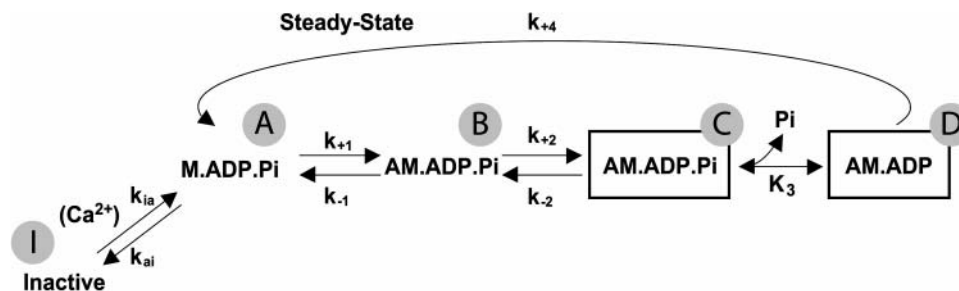 Steady-State k+4
A B C Pi D
k+1 k+2
M.ADP.Pi AM.ADP.Pi AM.ADP.Pi AM.ADP
k-1 k-2 K3
(Ca2+) kia
I kai
Inactive